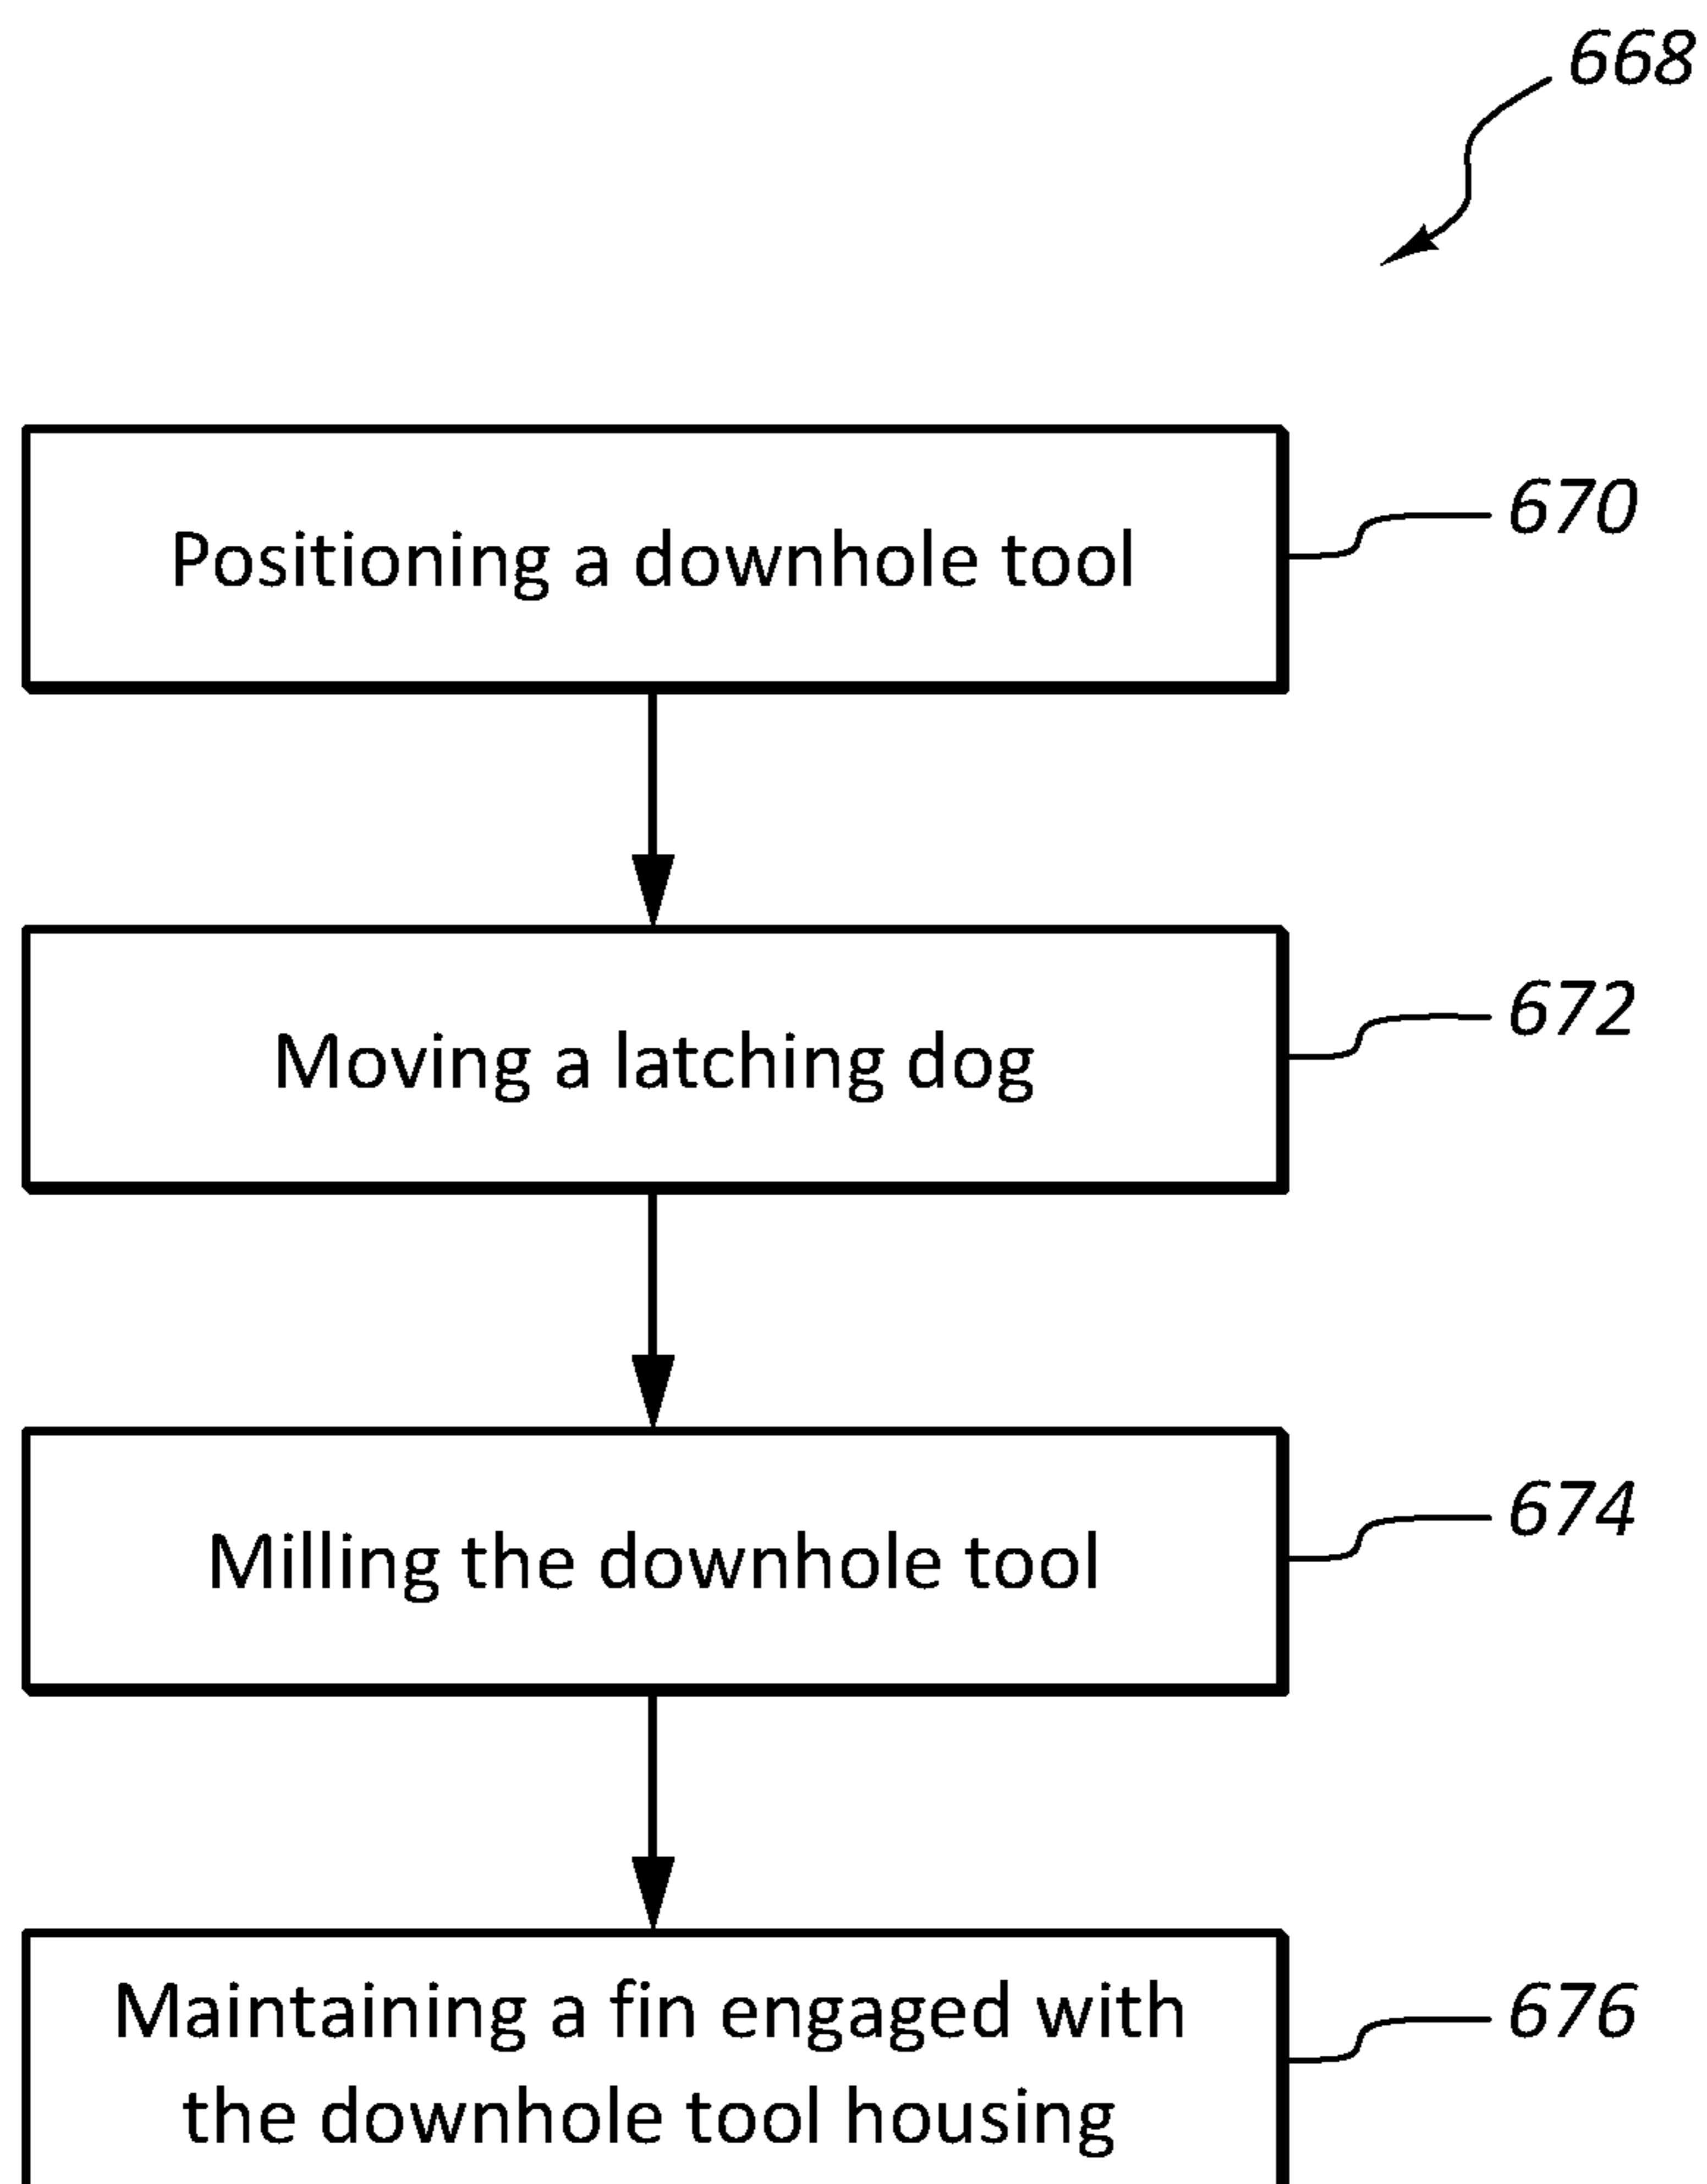 668
Positioning a downhole tool
670
Moving a latching dog
672
Milling the downhole tool
674
Maintaining a fin engaged with
the downhole tool housing
676